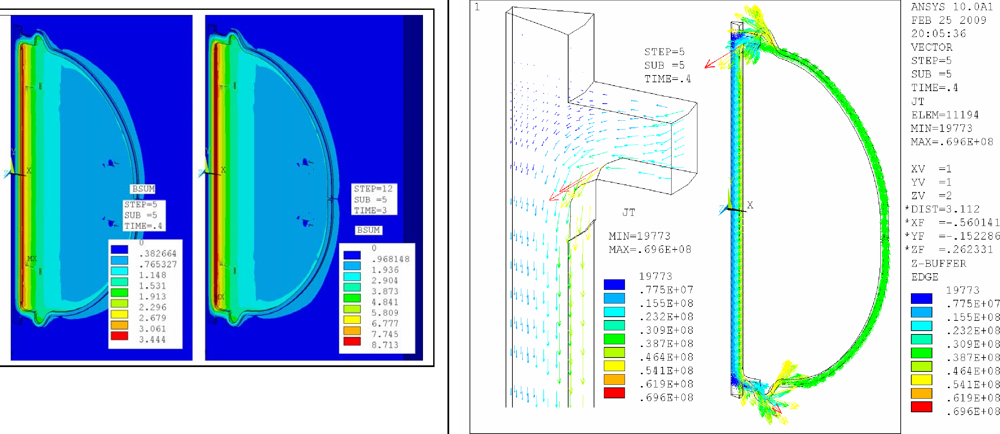 Y
Z
X
MX
BSUM
STEP=5
SUB =5
TIME=.4
0
.382664
.765327
1.148
1.531
1.913
2.296
2.679
3.061
3.444
Y
Z
X
MX
STEP=12
SUB =5
TIME=3
BSUM
0
.968148
1.936
2.904
3.873
4.841
5.809
6.777
7.745
8.713
1
STEP=5
SUB =5
TIME=.4
JT
MIN=19773
MAX=.696E+08
19773
.775E+07
.155E+08
.232E+08
.309E+08
.387E+08
.464E+08
.541E+08
.619E+08
.696E+08
Y
Z
X
ANSYS 10.0A1
FEB 25 2009
20:05:36
VECTOR
STEP=5
SUB =5
TIME=.4
JT
ELEM=11194
MIN=19773
MAX=.696E+08
XV =1
YV =1
ZV =2
*DIST=3.112
*XF =-.560141
*YF =-.152286
*ZF =.262331
Z-BUFFER
EDGE
19773
.775E+07
.155E+08
.232E+08
.309E+08
.387E+08
.464E+08
.541E+08
.619E+08
.696E+08